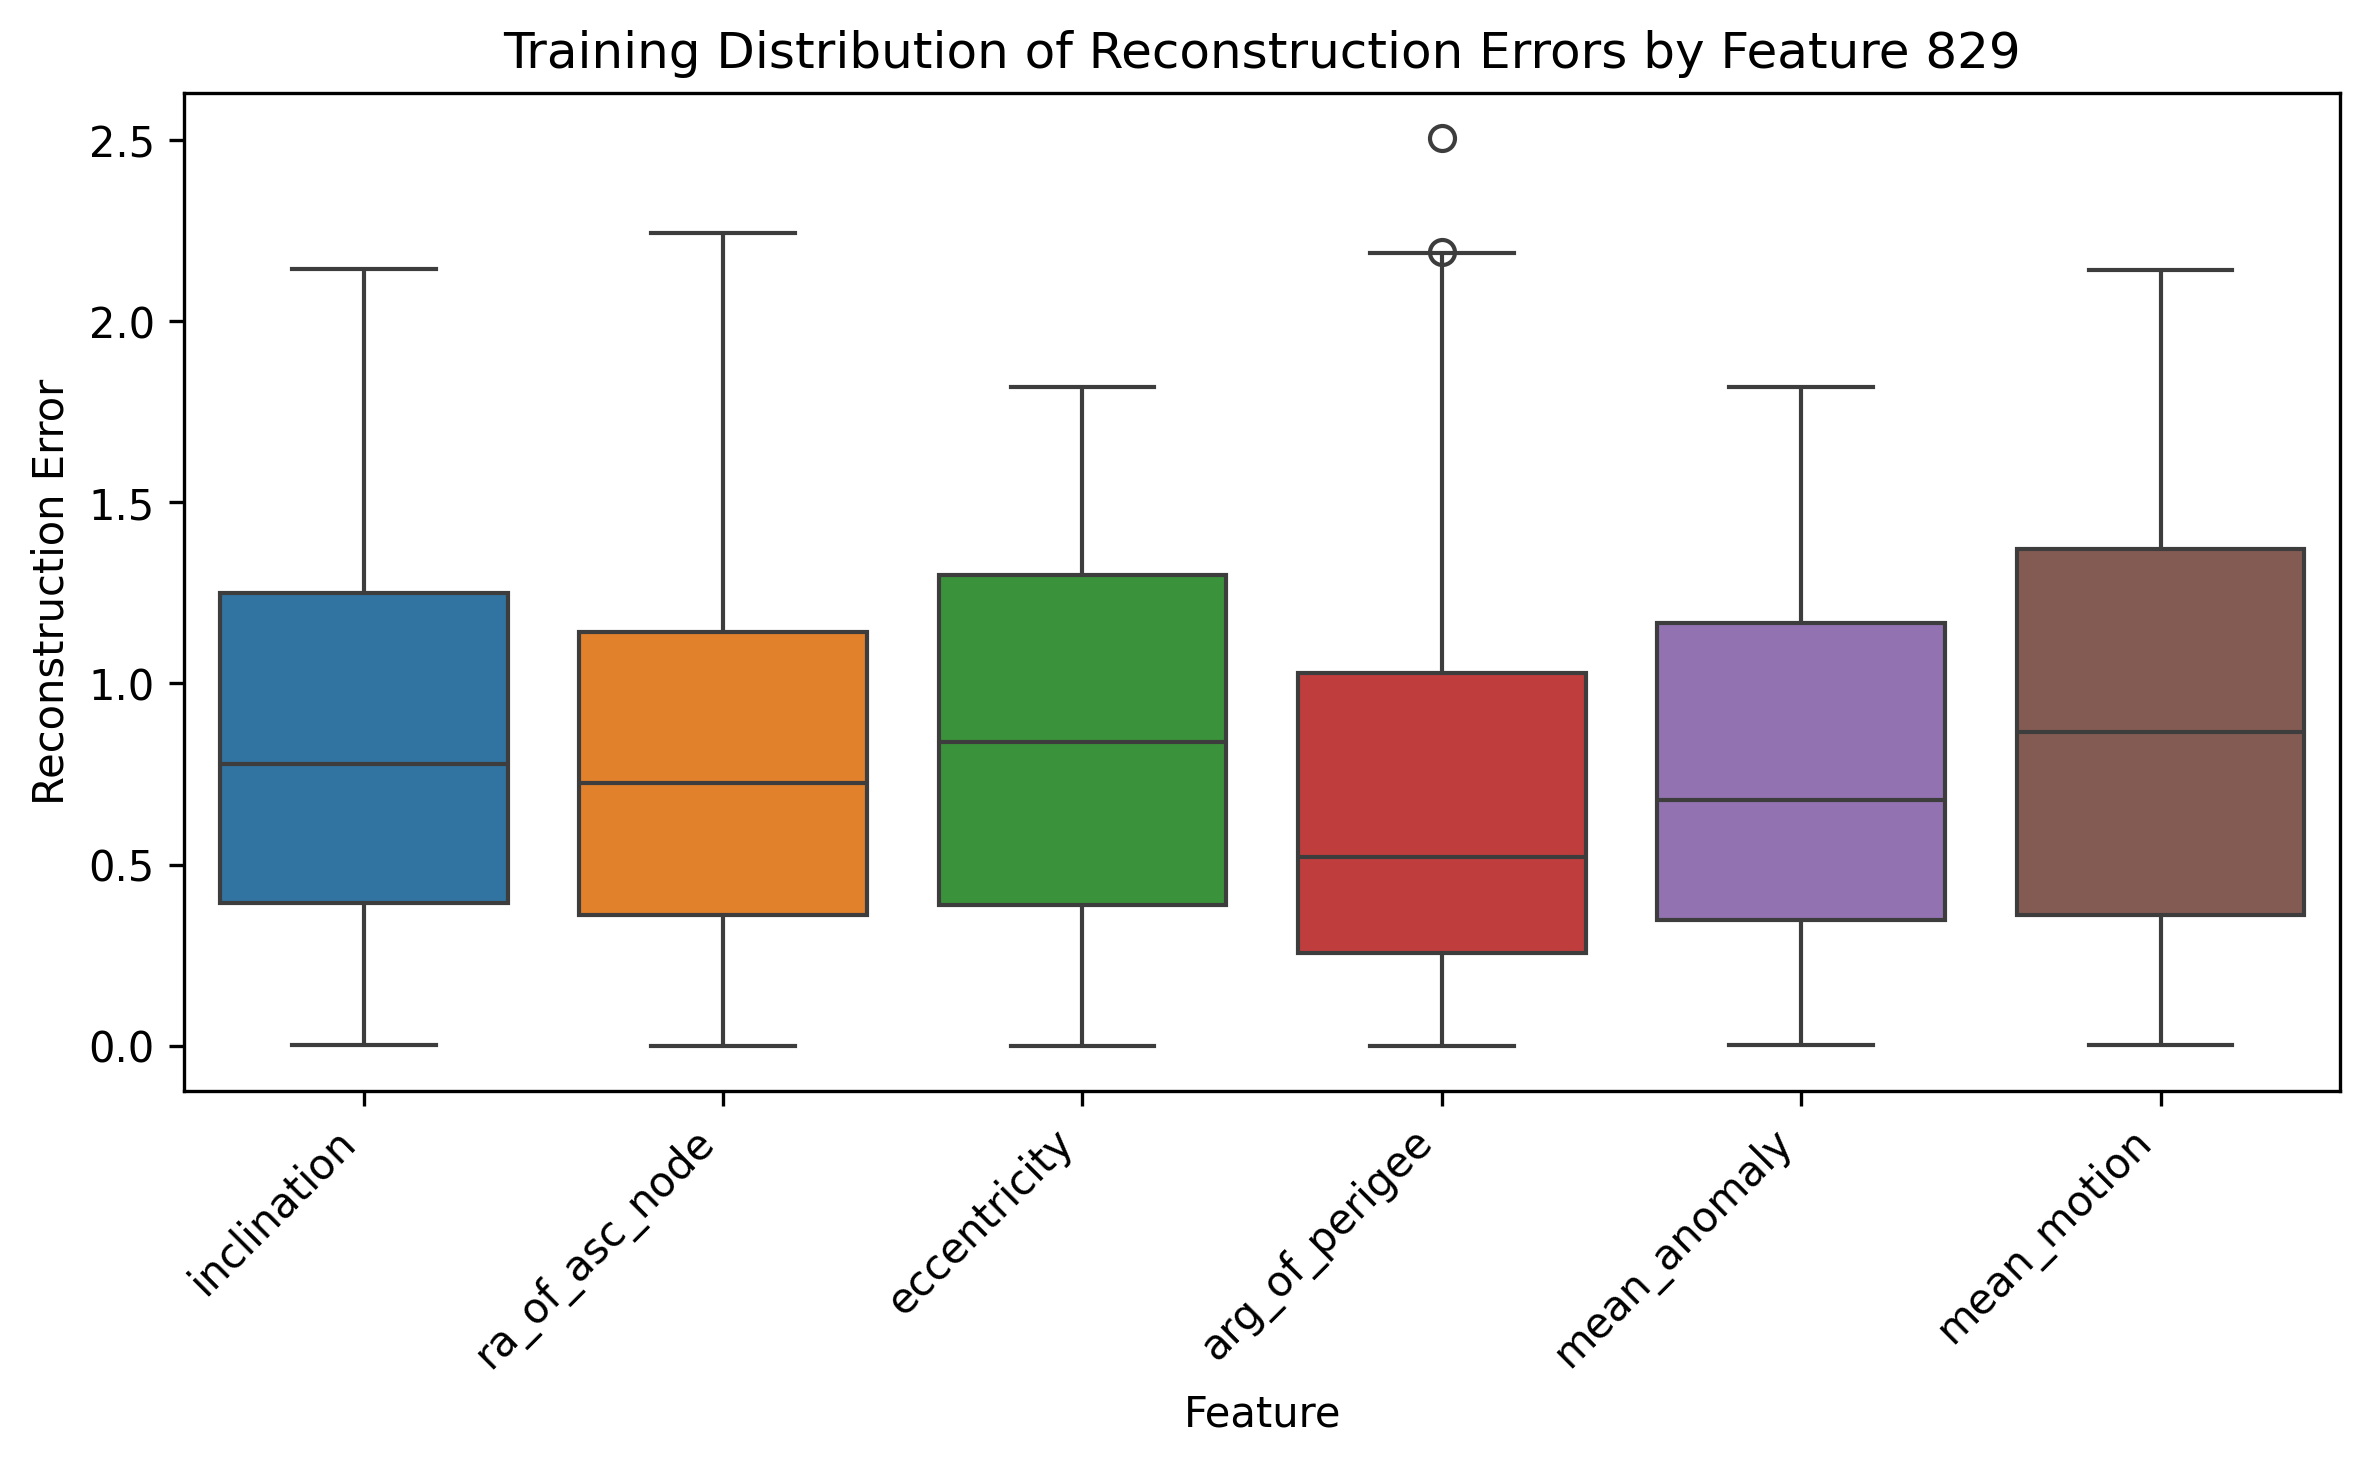 Training Distribution of Reconstruction Errors by Feature 829
Reconstruction Error
2.5
2.0
1.5
1.0
0.5
0.0
inclination
ra_of_asc_node
eccentricity
arg_of_perigee
mean_anomaly
mean_motion
Feature